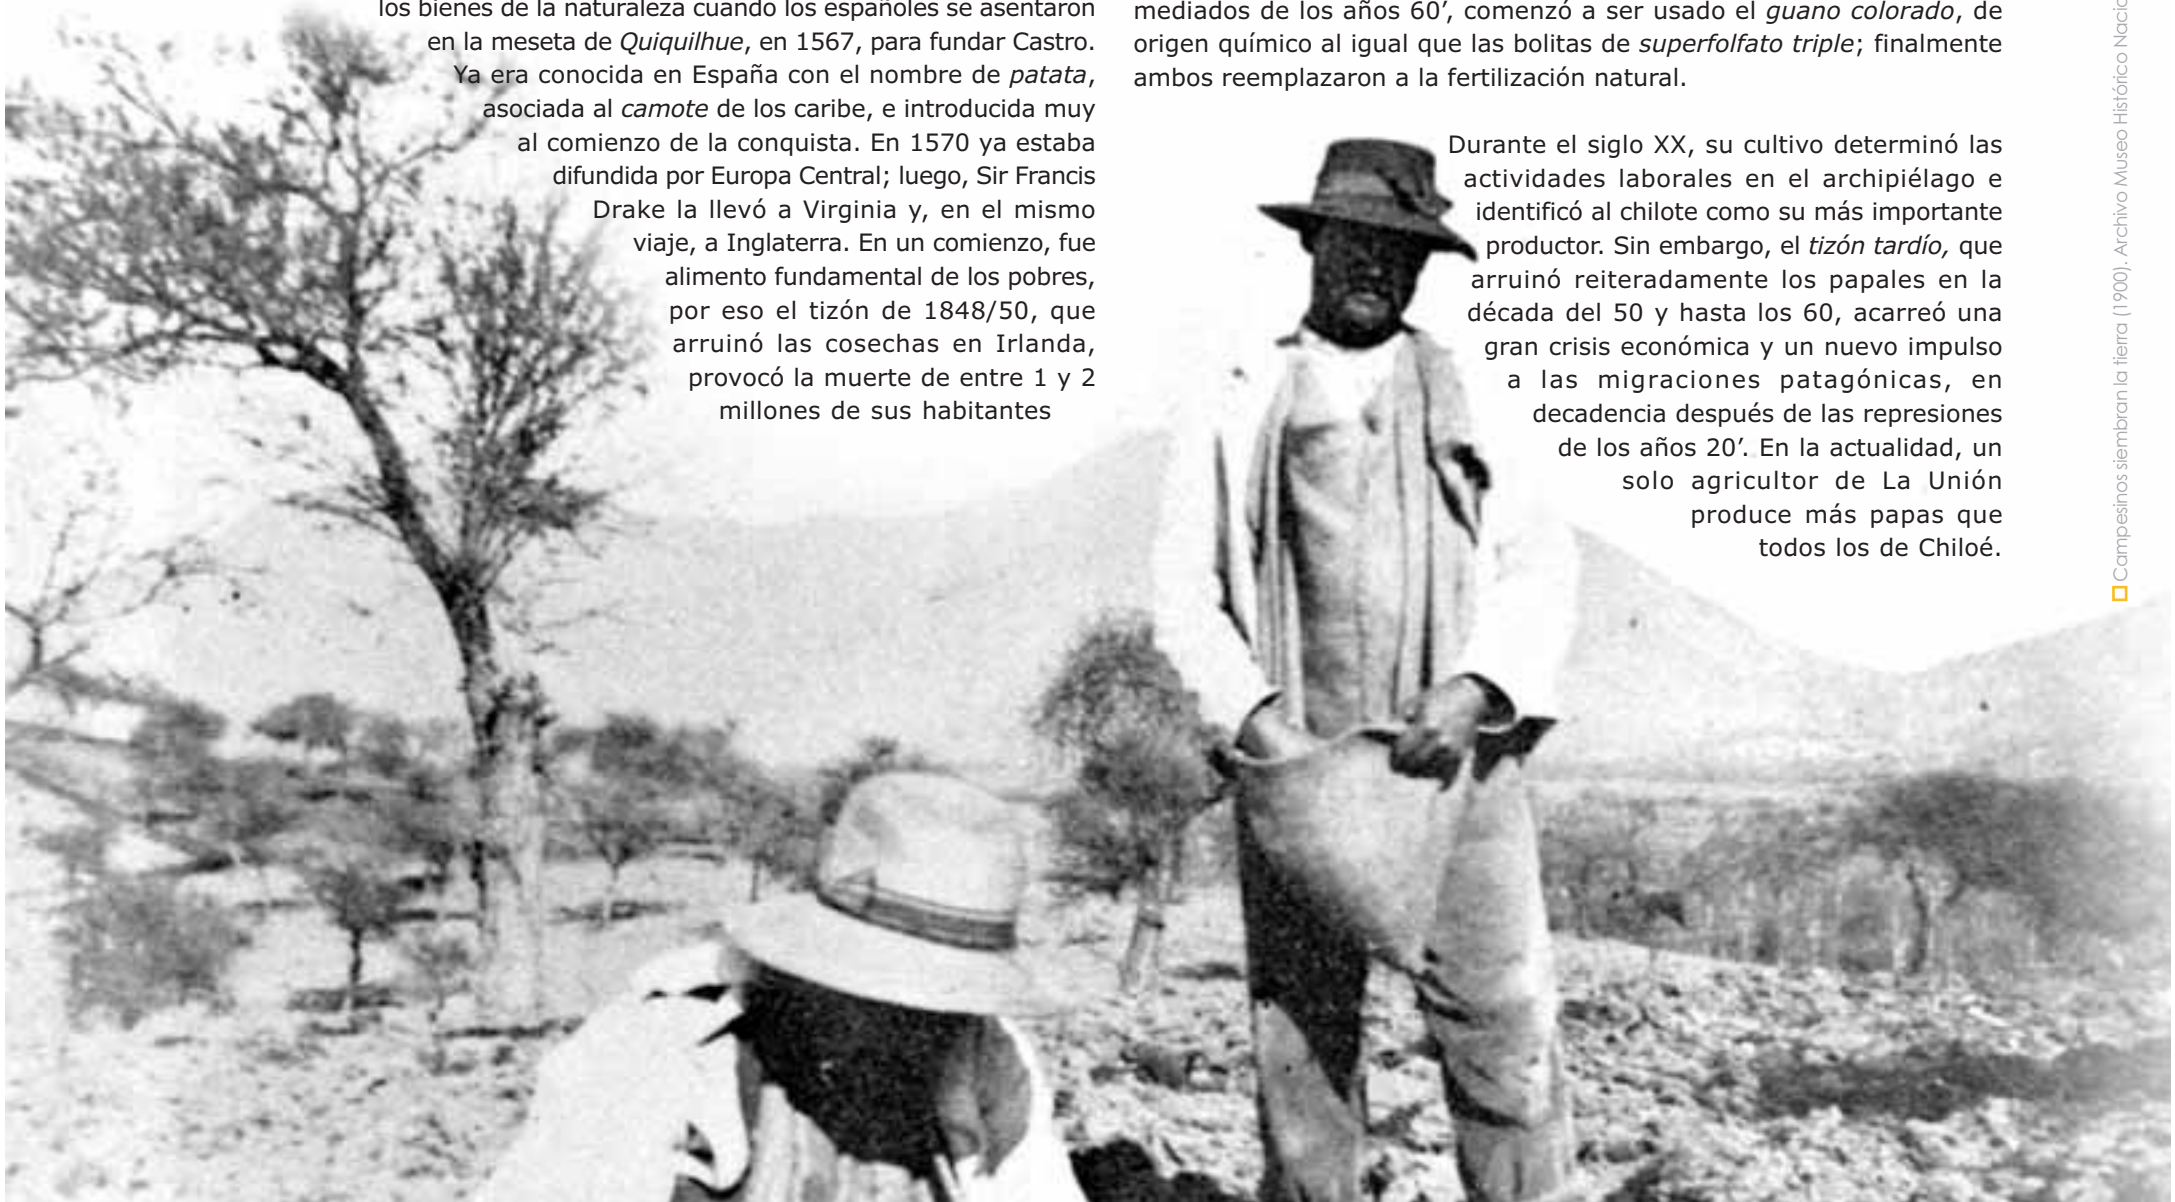 los bienes de la naturaleza cuando los españoles se asentaron
en la meseta de Quiquilhue, en 1567, para fundar Castro.
Ya era conocida en España con el nombre de patata,
asociada al camote de los caribe, e introducida muy
al comienzo de la conquista. En 1570 ya estaba
difundida por Europa Central; luego, Sir Francis
Drake la llevó a Virginia y, en el mismo
viaje, a Inglaterra. En un comienzo, fue
alimento fundamental de los pobres,
por eso el tizón de 1848/50, que
arruinó las cosechas en Irlanda,
provocó la muerte de entre 1 y 2
millones de sus habitantes
mediados de los años 60’, comenzó a ser usado el guano colorado, de
origen químico al igual que las bolitas de superfolfato triple; finalmente
ambos reemplazaron a la fertilización natural.
Durante el siglo XX, su cultivo determinó las
actividades laborales en el archipiélago e
identificó al chilote como su más importante
productor. Sin embargo, el tizón tardío, que
arruinó reiteradamente los papales en la
década del 50 y hasta los 60, acarreó una
gran crisis económica y un nuevo impulso
a las migraciones patagónicas, en
decadencia después de las represiones
de los años 20’. En la actualidad, un
solo agricultor de La Unión
produce más papas que
todos los de Chiloé.
Campesinos siembran la tierra (1900). Archivo Museo Histórico